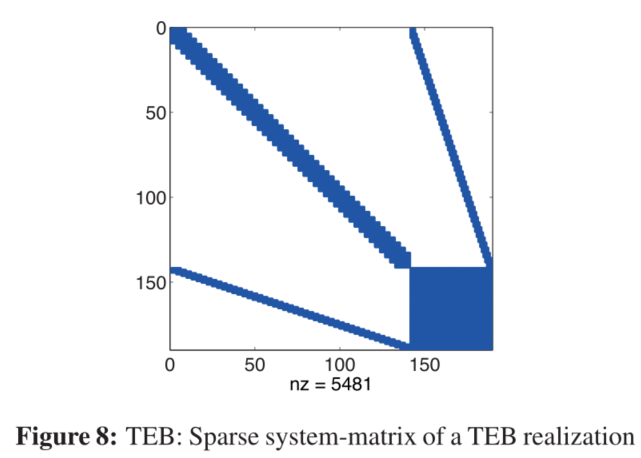 0
50
100
150
0 50 100 150
nz = 5481
Figure 8: TEB: Sparse system-matrix of a TEB realization